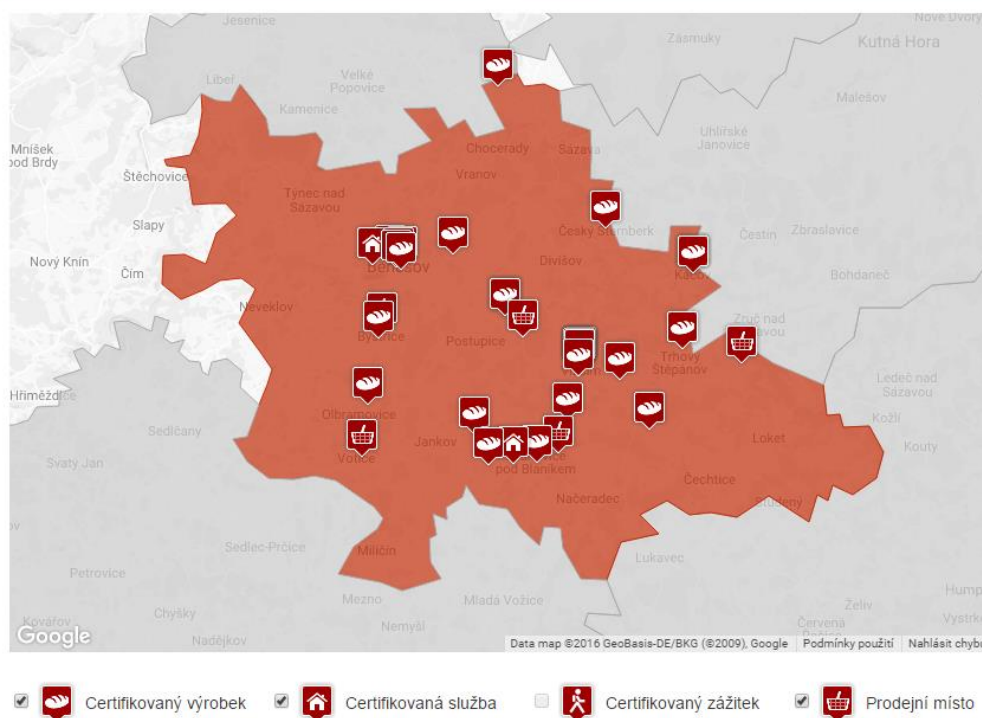 Jesenice
Nové Dvory
Zásmuky
Kutná Hora
Libeř
Velké
Popovice
Kamenice
Malešov
Uhlířské
Janovice
Mníšek
pod Brdy
Štěchovice
Chocerady
Sázava
Vranov
Týnec nad
Sázavou
Slapy
Český Šternberk
Čestín
Zbraslavice
Nový Knín
Čím
Benešov
Divišov
Kácov
Bohdaneč
Neveklov
Bystřice
Postupice
Zruč nad
Sázavou
Trhový
Štěpánov
Ledeč nad
Sázavou
Hříměždice
Olbramovice
Sedlčany
Jankov
Votice
Kožlí
Kouty
Loket
Svatý Jan
pod Blaníkem
Čechtice
Načeradec
Studený
Sedlec-Prčice
Miličín
Lukavec
Petrovice
Mezno
Mladá Vožice
Chyšky
Kovářov
Nadějkov
Nemyšl
Želiv
Červená
Google
Data map ©2016 GeoBasis-DE/BKG (©2009), Google
Podmínky použití
Nahlásit chybu
Certifikovaný výrobek
Certifikovaná služba
Certifikovaný zážitek
Prodejní místo